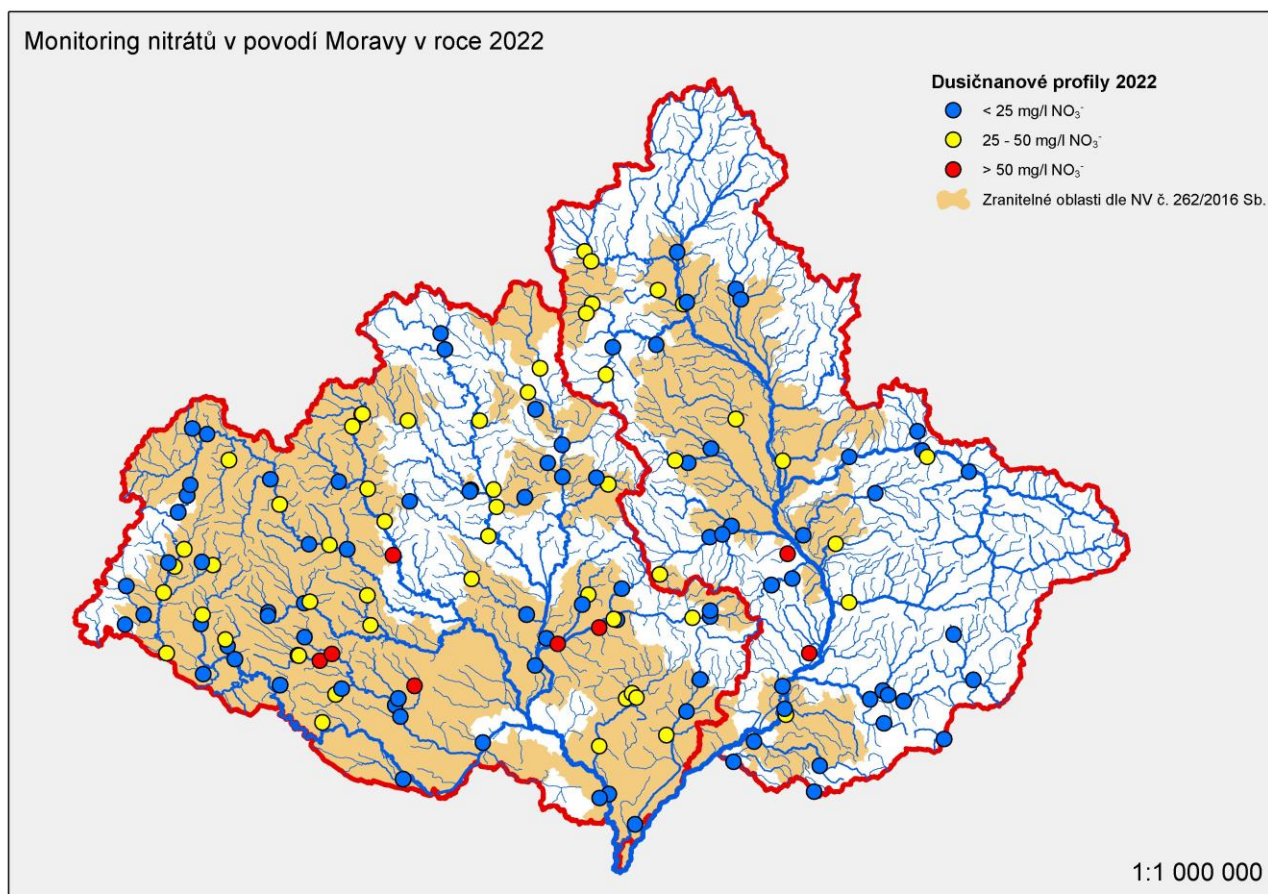 Monitoring nitrátů v povodí Moravy v roce 2022
Dusičnanové profily 2022
< 25 mg/l NO₃⁻
25 - 50 mg/l NO₃⁻
> 50 mg/l NO₃⁻
Zranitelné oblasti dle NV č. 262/2016 Sb.
1:1 000 000